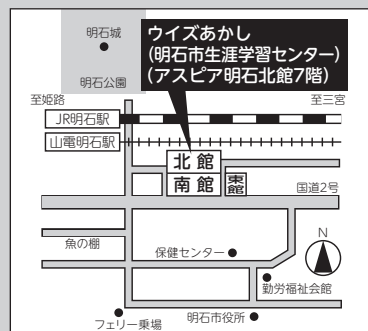 明石城
明石公園
ウイズあかし
(明石市生涯学習センター)
(アスピア明石北館7階)
至姫路
至三宮
JR明石駅
山電明石駅
北館
南館
東館
国道2号
魚の棚
保健センター
N
勤労福祉会館
明石市役所
フェリー乗場